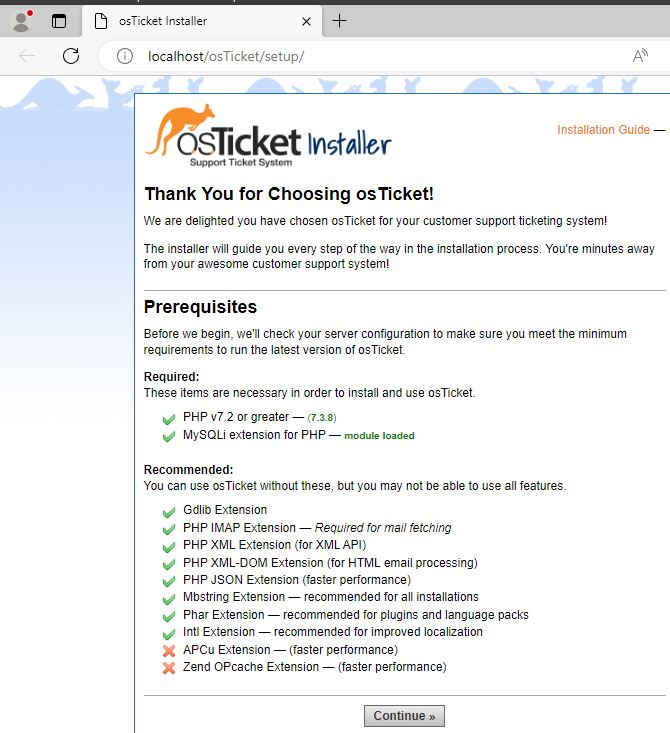 osTicket Installer
localhost/osTicket/setup/
A
osTicket Installer
Support Ticket System
Installation Guide —
Thank You for Choosing osTicket!
We are delighted you have chosen osTicket for your customer support ticketing system!
The installer will guide you every step of the way in the installation process. You're minutes away
from your awesome customer support system!
Prerequisites
Before we begin, we'll check your server configuration to make sure you meet the minimum
requirements to run the latest version of osTicket.
Required:
These items are necessary in order to install and use osTicket.
PHP v7.2 or greater — (7.3.8)
MySQLi extension for PHP — module loaded
Recommended:
You can use osTicket without these, but you may not be able to use all features.
Gdlib Extension
PHP IMAP Extension — Required for mail fetching
PHP XML Extension (for XML API)
PHP XML-DOM Extension (for HTML email processing)
PHP JSON Extension (faster performance)
Mbstring Extension — recommended for all installations
Phar Extension — recommended for plugins and language packs
Intl Extension — recommended for improved localization
APCu Extension — (faster performance)
Zend OPcache Extension — (faster performance)
Continue »